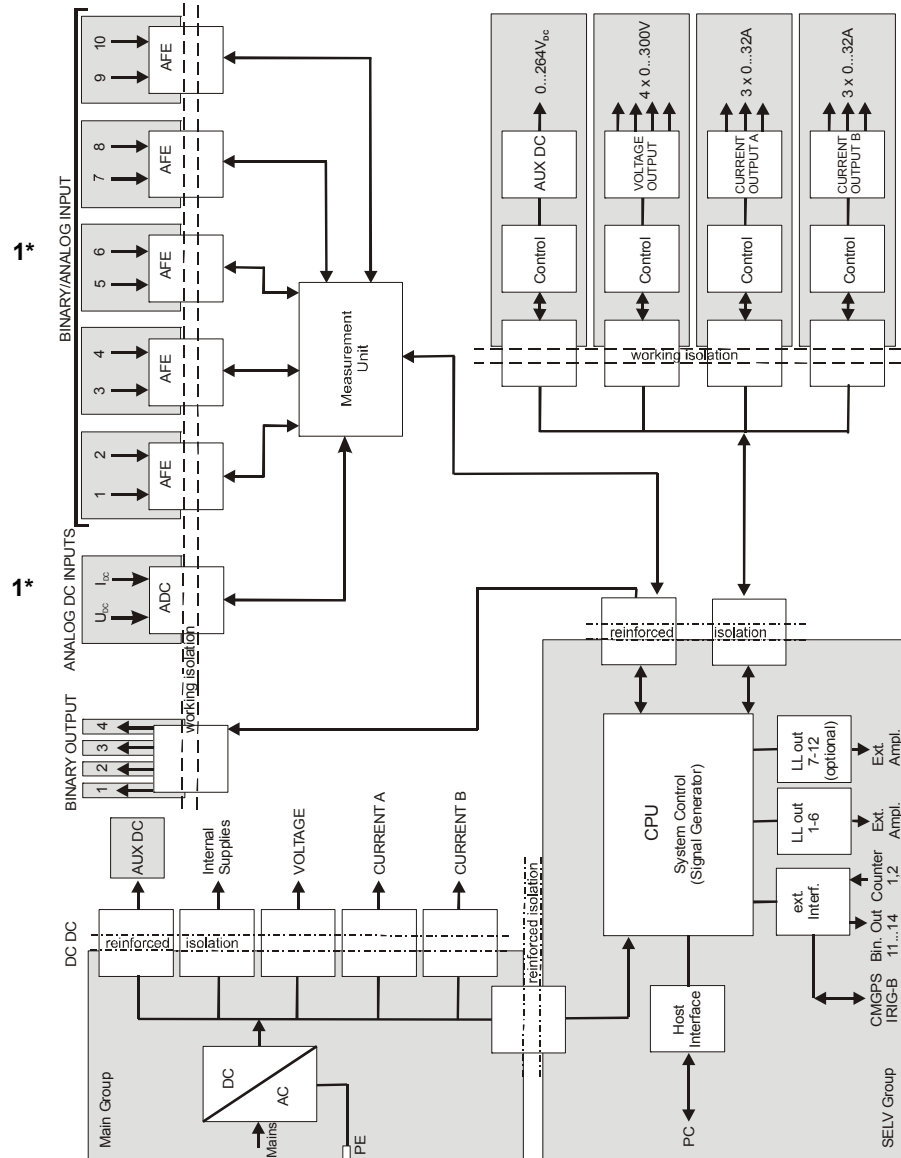 1*
1*
BINARY/ANALOG INPUT
10
9
AFE
8
7
AFE
6
5
AFE
4
3
AFE
2
1
AFE
ANALOG DC INPUTS
I DC
U DC
ADC
working isolation
BINARY OUTPUT
4
3
2
1
Measurement
Unit
0...264V DC
4 x 0...300V
3 x 0...32A
3 x 0...32A
AUX DC
VOLTAGE
OUTPUT
CURRENT
OUTPUT A
CURRENT
OUTPUT B
Control
Control
Control
Control
working isolation
reinforced
isolation
DC DC
AUX DC
Internal
Supplies
VOLTAGE
CURRENT A
CURRENT B
reinforced
isolation
reinforced isolation
Main Group
DC
AC
Mains
PE
CPU
System Control
(Signal Generator)
Host
Interface
PC
LL out
7-12
(optional)
Ext.
Ampl.
LL out
1-6
Ext.
Ampl.
ext.
Interf.
Counter
1,2
Bin. Out
11...14
CMGPS
IRIG-B
SELV Group